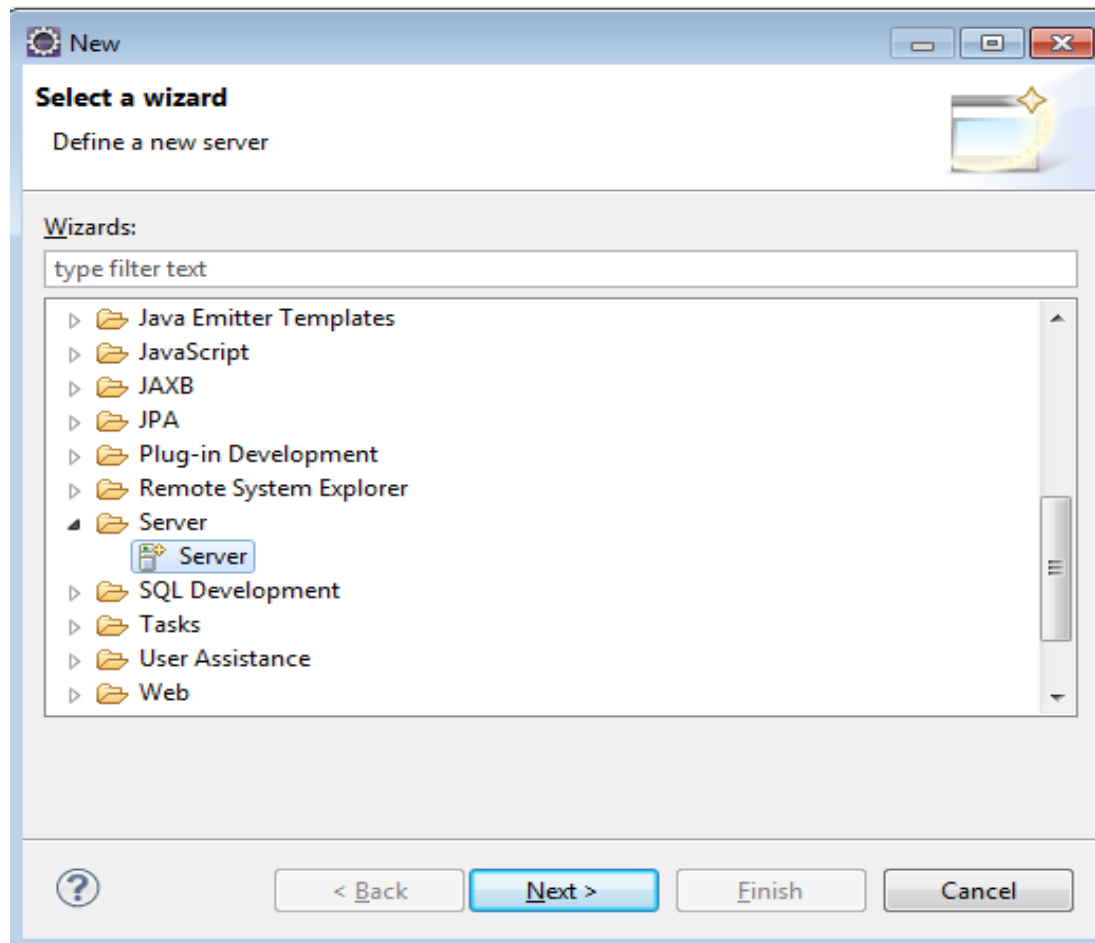 New
Select a wizard
Define a new server
Wizards:
type filter text
Java Emitter Templates
JavaScript
JAXB
JPA
Plug-in Development
Remote System Explorer
Server
Server
SQL Development
Tasks
User Assistance
Web
? < Back Next > Finish Cancel